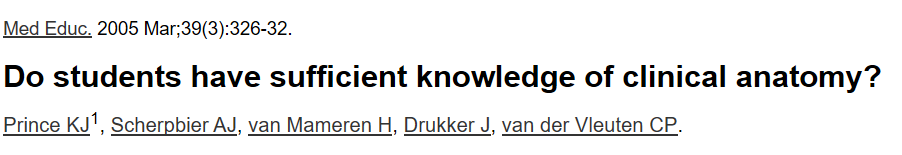 Med Educ. 2005 Mar;39(3):326-32.
Do students have sufficient knowledge of clinical anatomy?
Prince KJ1, Scherpbier AJ, van Mameren H, Drukker J, van der Vleuten CP.